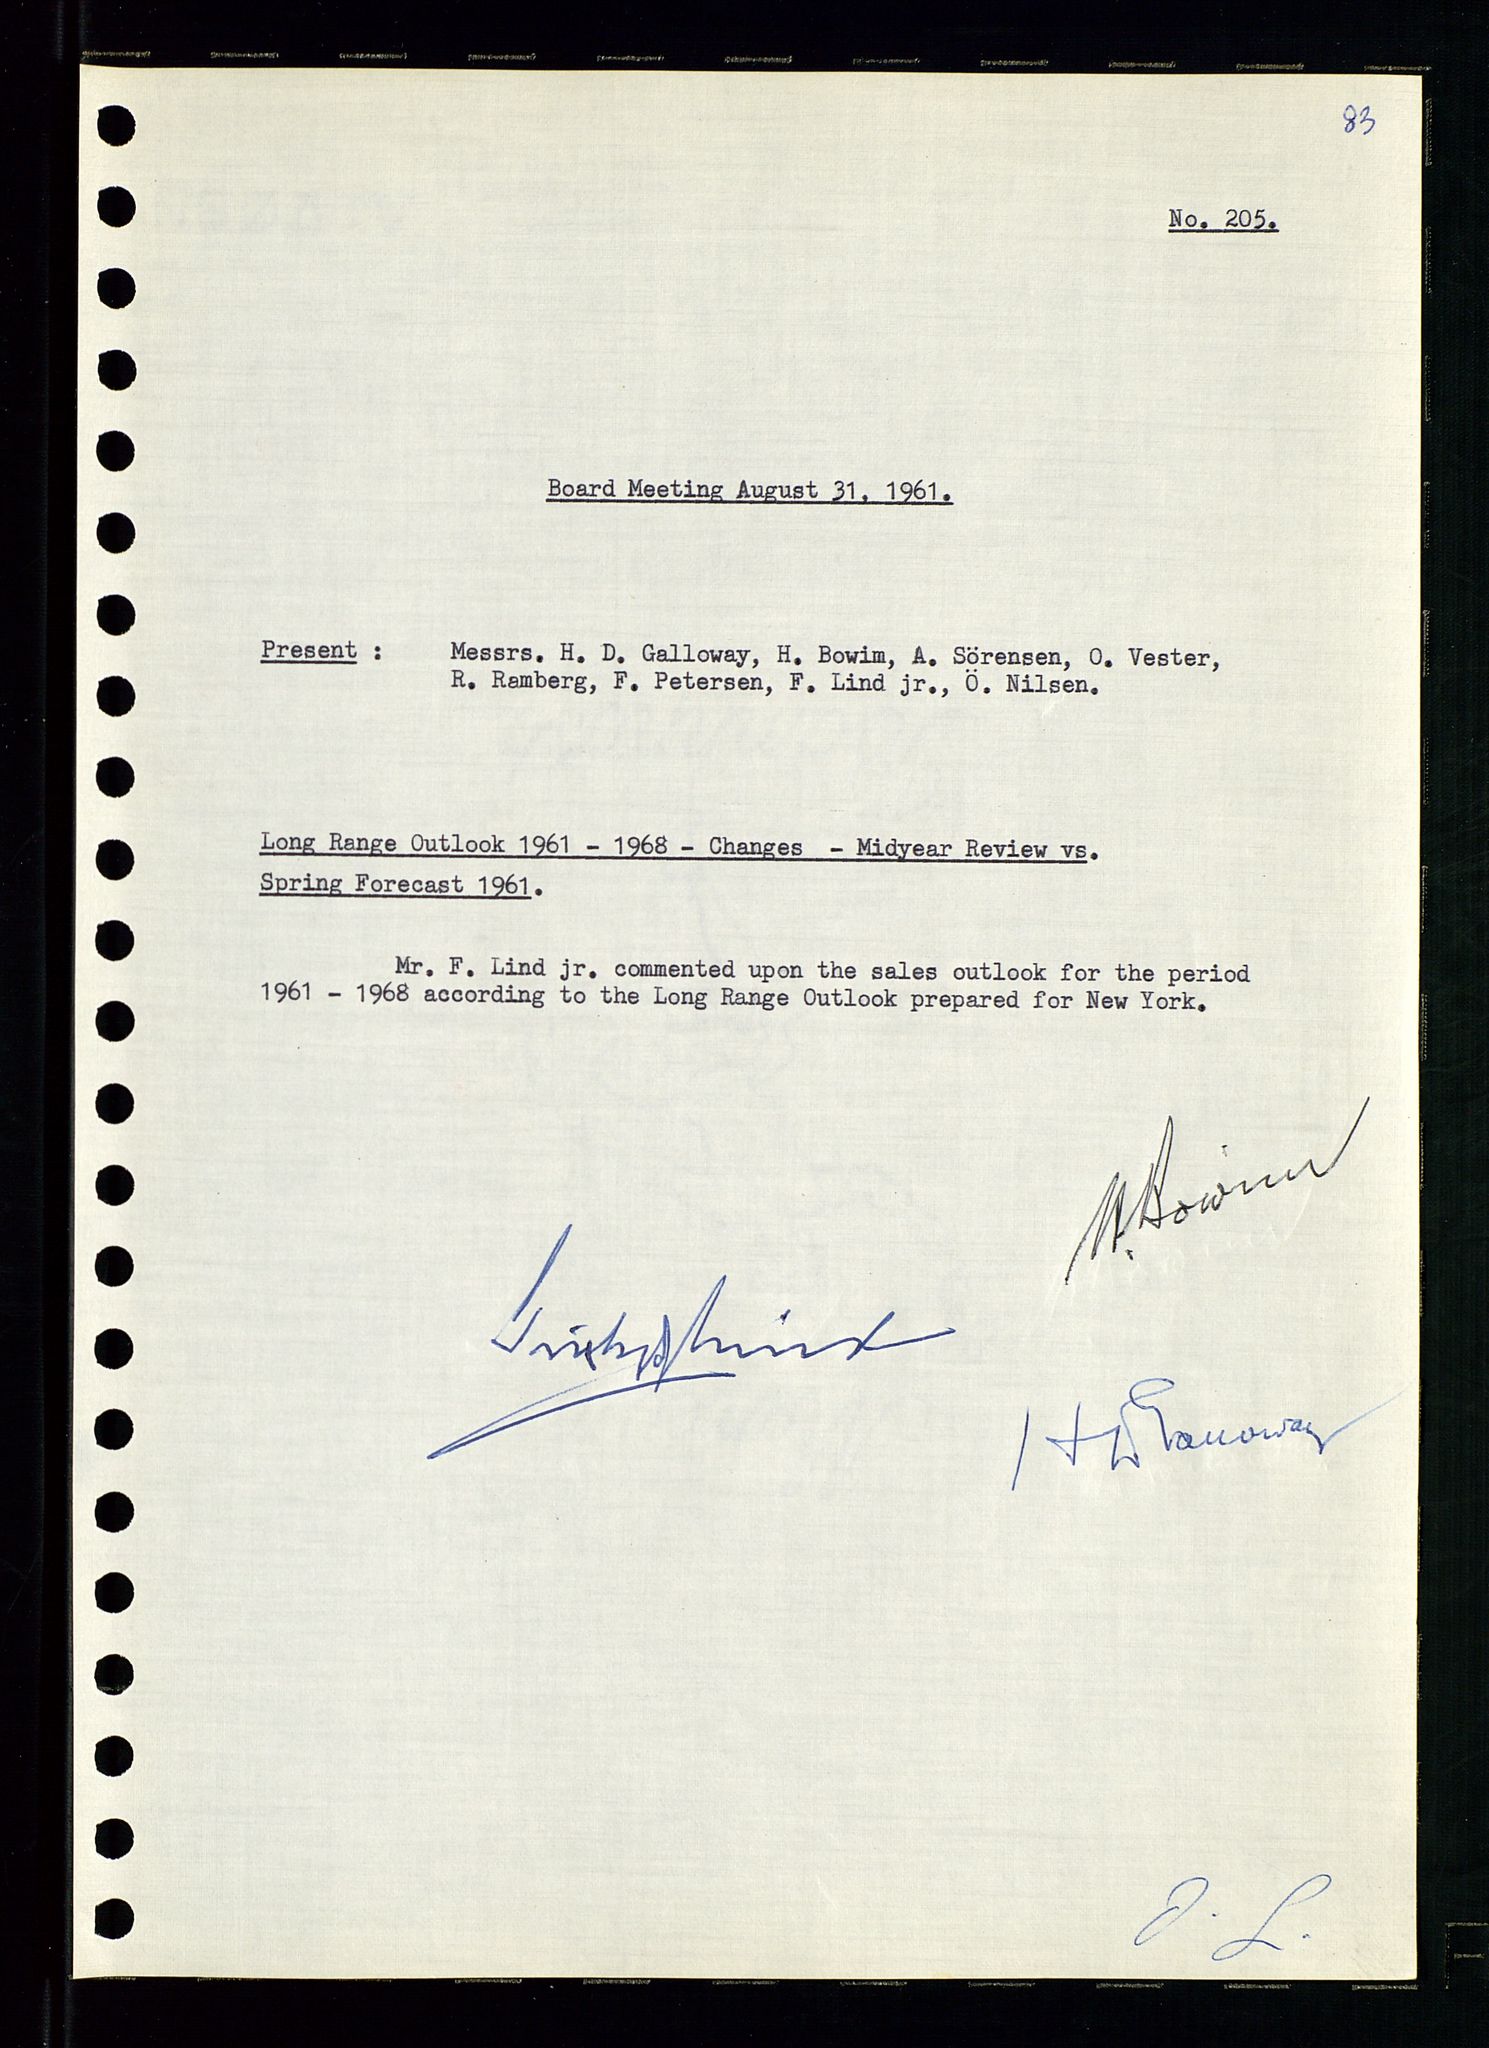 83
No. 205.
Board Meeting August 31, 1961.
Present : Messrs. H. D. Galloway, H. Bowim, A. Sörensen, O. Vester,
R. Ramberg, F. Petersen, F. Lind jr., Ö. Nilsen.
Long Range Outlook 1961 - 1968 - Changes - Midyear Review vs.
Spring Forecast 1961.
Mr. F. Lind jr. commented upon the sales outlook for the period
1961 - 1968 according to the Long Range Outlook prepared for New York.
H. Bowim
HD Galloway